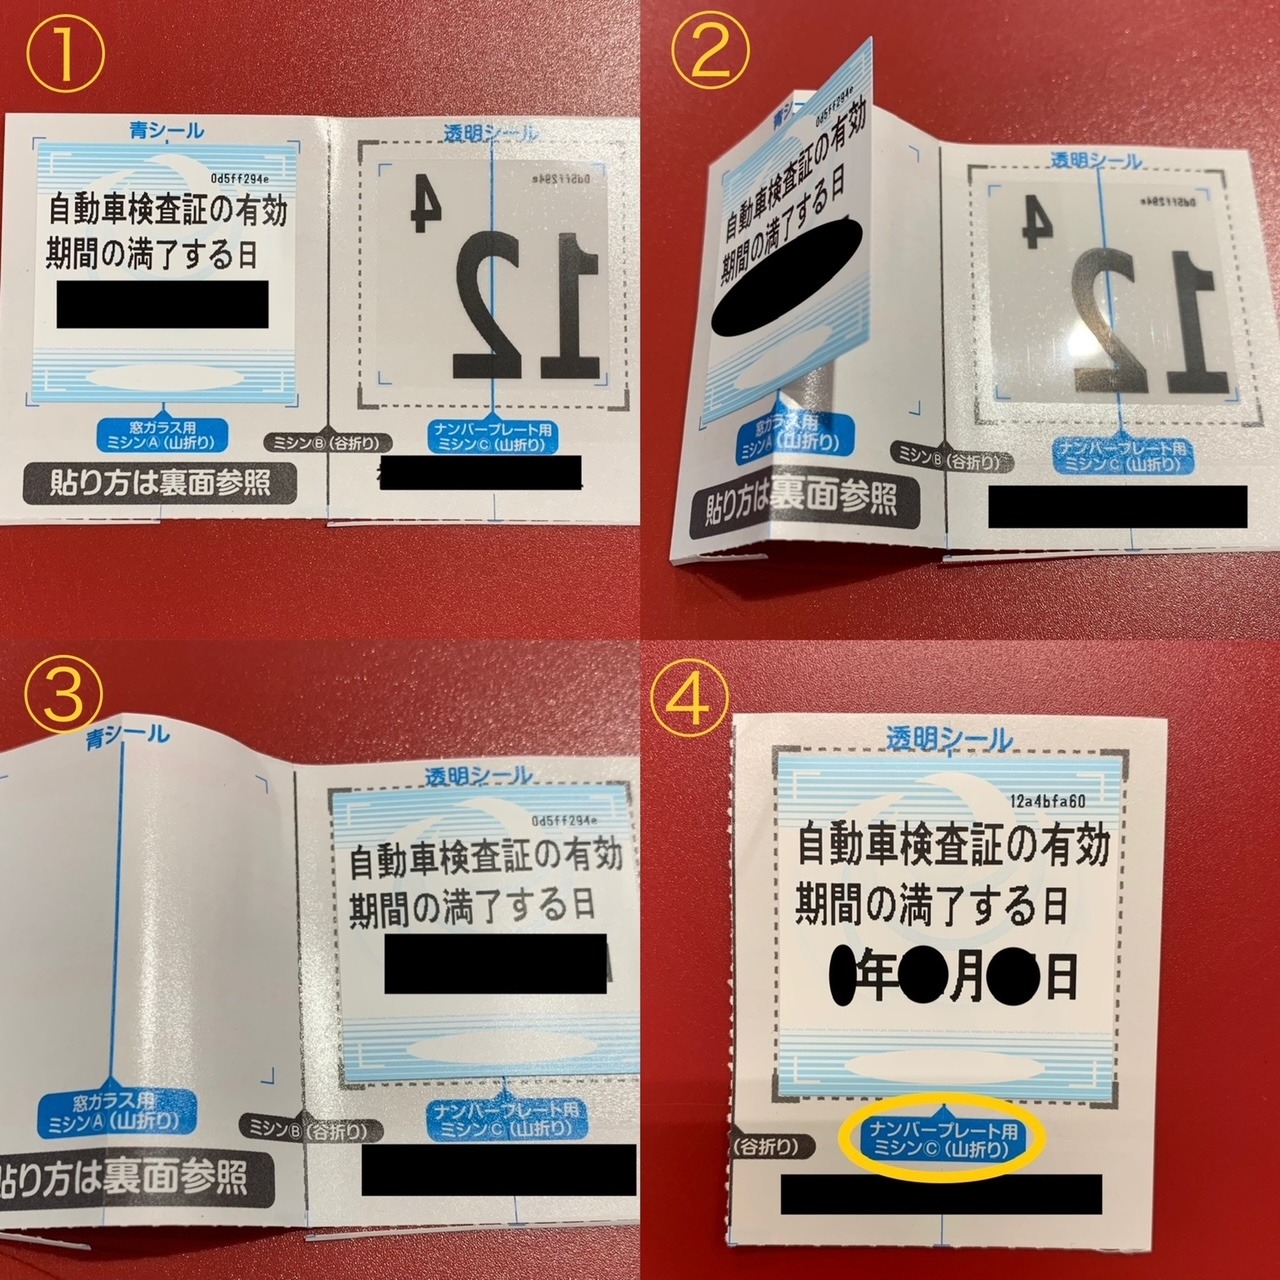 ①
青シール
透明シール
0d5ff294e
自動車検査証の有効
期間の満了する日
0d5ff294e
4
12
窓ガラス用
ミシンⒶ(山折り)
ミシンⒷ(谷折り)
ナンバープレート用
ミシンⒸ(山折り)
貼り方は裏面参照
②
青シ
透明シール
0d5ff294e
自動車検査証の有効
期間の満了する日
0d5ff294e
4
12
窓ガラス用
ミシンⒶ(山折り)
ミシンⒷ(谷折り)
ナンバープレート用
ミシンⒸ(山折り)
貼り方は裏面参照
③
青シール
透明シール
0d5ff294e
自動車検査証の有効
期間の満了する日
窓ガラス用
ミシンⒶ(山折り)
ミシンⒷ(谷折り)
ナンバープレート用
ミシンⒸ(山折り)
貼り方は裏面参照
④
透明シール
12a4bfa60
自動車検査証の有効
期間の満了する日
年 月 日
(谷折り)
ナンバープレート用
ミシンⒸ(山折り)